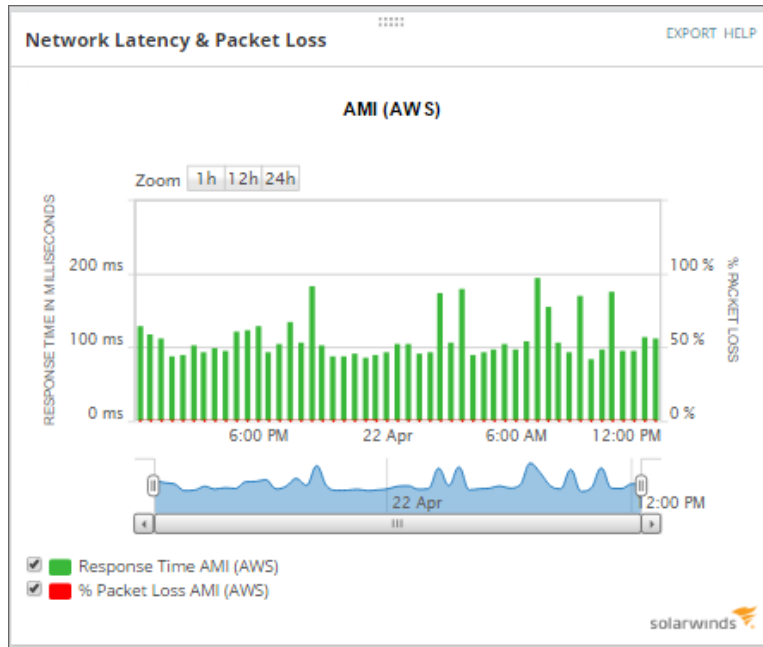 Network Latency & Packet Loss
EXPORT HELP
AMI (AWS)
Zoom 1h 12h 24h
RESPONSE TIME IN MILLISECONDS
200 ms
100 ms
0 ms
100 %
50 %
0 %
% PACKET LOSS
6:00 PM 22 Apr 6:00 AM 12:00 PM
22 Apr 12:00 PM
Response Time AMI (AWS)
% Packet Loss AMI (AWS)
solarwinds